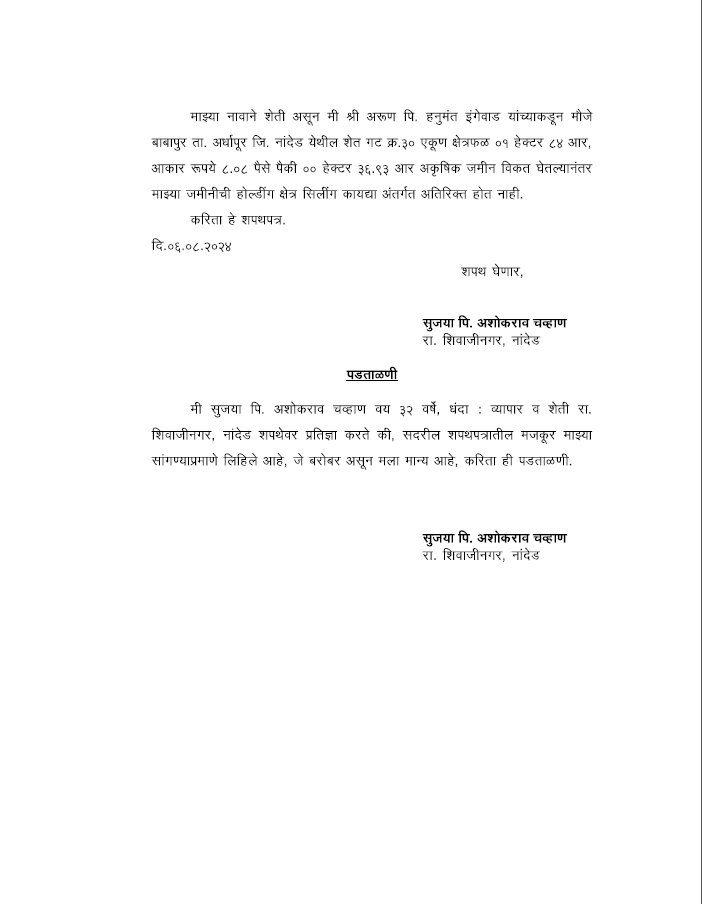 माझ्या नावाने शेती असून मी श्री अरूण पि. हनुमंत इंगेवाड यांच्याकडून मौजे
बाबापुर ता. अर्धापूर जि. नांदेड येथील शेत गट क्र.३० एकूण क्षेत्रफळ ०१ हेक्टर ८४ आर,
आकार रूपये ८.०८ पैसे पैकी ०० हेक्टर ३६.९३ आर अकृषिक जमीन विकत घेतल्यानंतर
माझ्या जमीनीची होल्डींग क्षेत्र सिलींग कायद्या अंतर्गत अतिरिक्त होत नाही.
करिता हे शपथपत्र.
दि.०६.०८.२०२४
शपथ घेणार,
सुजया पि. अशोकराव चव्हाण
रा. शिवाजीनगर, नांदेड
पडताळणी
मी सुजया पि. अशोकराव चव्हाण वय ३२ वर्षे, धंदा : व्यापार व शेती रा.
शिवाजीनगर, नांदेड शपथेवर प्रतिज्ञा करते की, सदरील शपथपत्रातील मजकूर माझ्या
सांगण्याप्रमाणे लिहिले आहे, जे बरोबर असून मला मान्य आहे, करिता ही पडताळणी.
सुजया पि. अशोकराव चव्हाण
रा. शिवाजीनगर, नांदेड